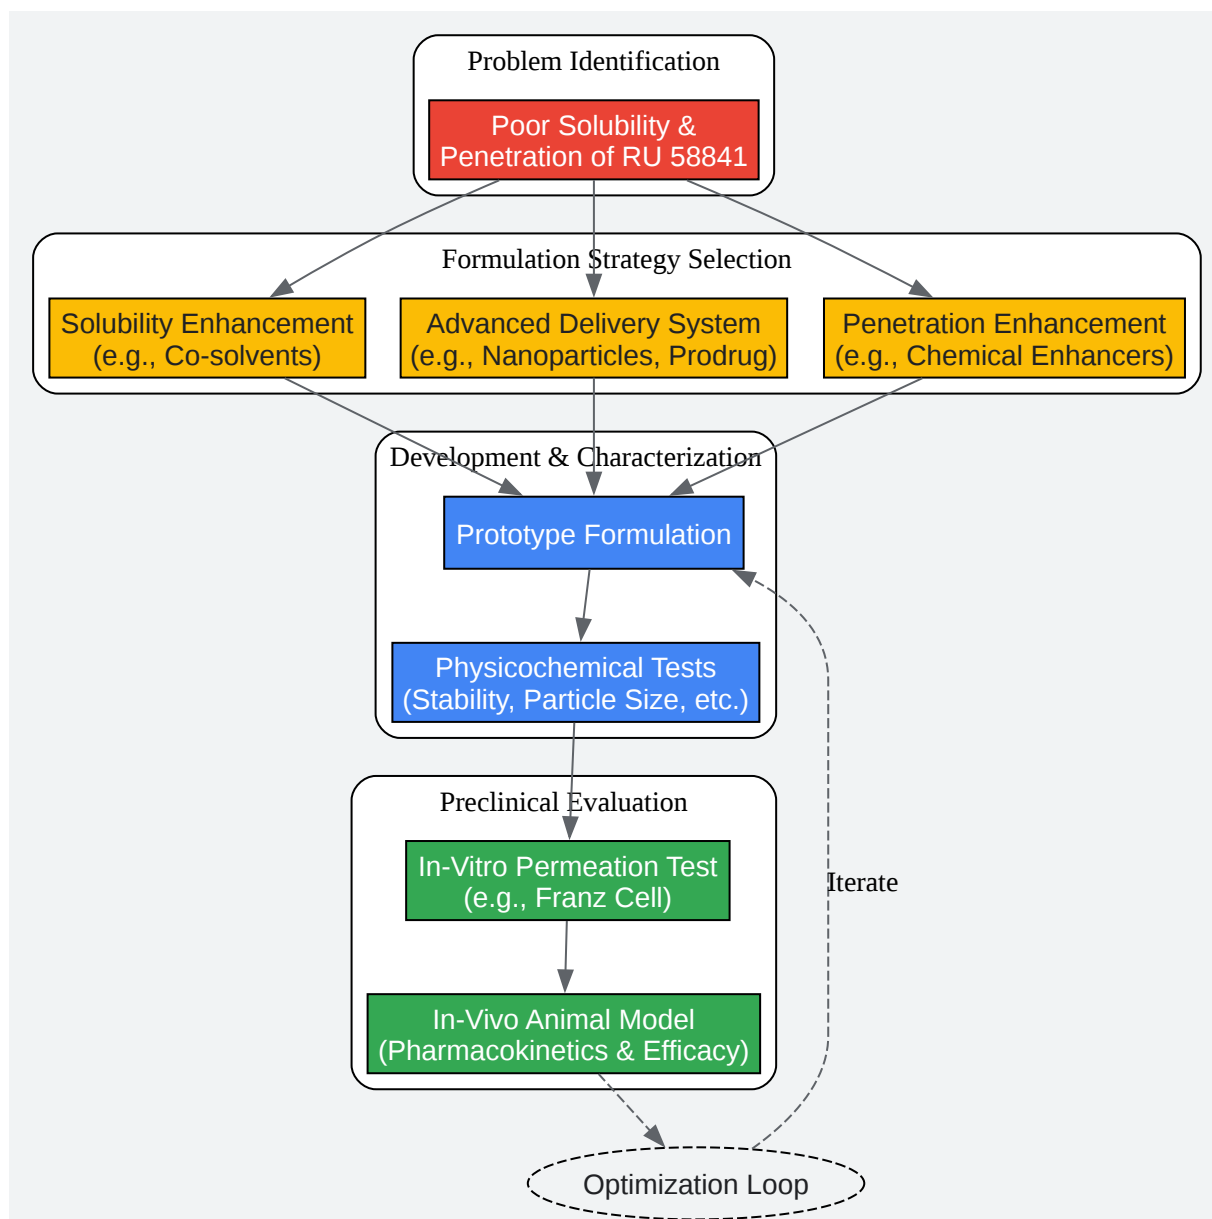 Problem Identification
Poor Solubility &
Penetration of RU 58841
Formulation Strategy Selection
Solubility Enhancement
(e.g., Co-solvents)
Advanced Delivery System
(e.g., Nanoparticles, Prodrug)
Penetration Enhancement
(e.g., Chemical Enhancers)
Development & Characterization
Prototype Formulation
Physicochemical Tests
(Stability, Particle Size, etc.)
Preclinical Evaluation
In-Vitro Permeation Test
(e.g., Franz Cell)
Iterate
In-Vivo Animal Model
(Pharmacokinetics & Efficacy)
Optimization Loop